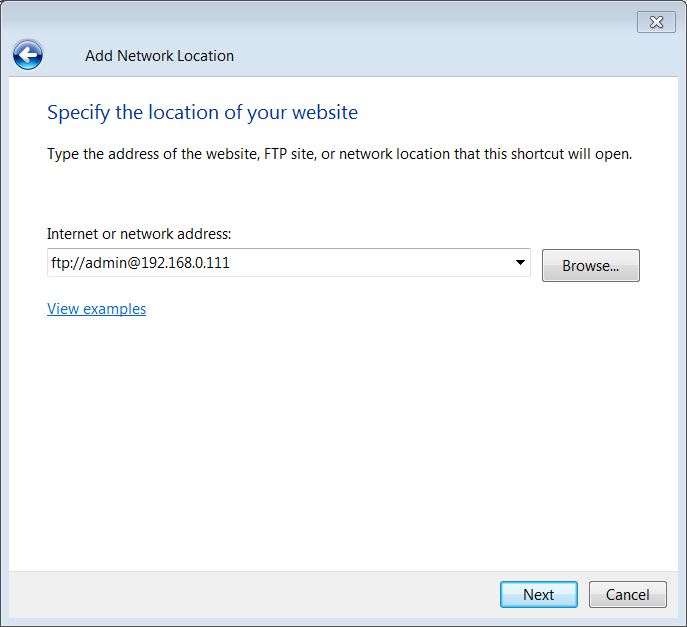 Add Network Location
Specify the location of your website
Type the address of the website, FTP site, or network location that this shortcut will open.
Internet or network address:
ftp://admin@192.168.0.111
Browse...
View examples
Next
Cancel